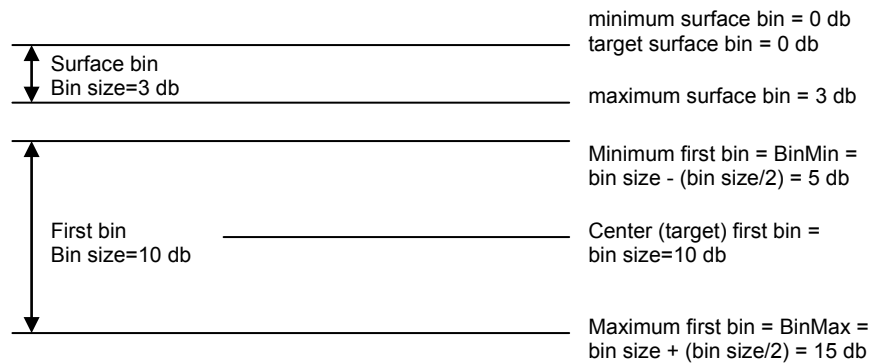 minimum surface bin = 0 db
target surface bin = 0 db
Surface bin
Bin size=3 db
maximum surface bin = 3 db
Minimum first bin = BinMin =
bin size - (bin size/2) = 5 db
First bin
Bin size=10 db
Center (target) first bin =
bin size=10 db
Maximum first bin = BinMax =
bin size + (bin size/2) = 15 db